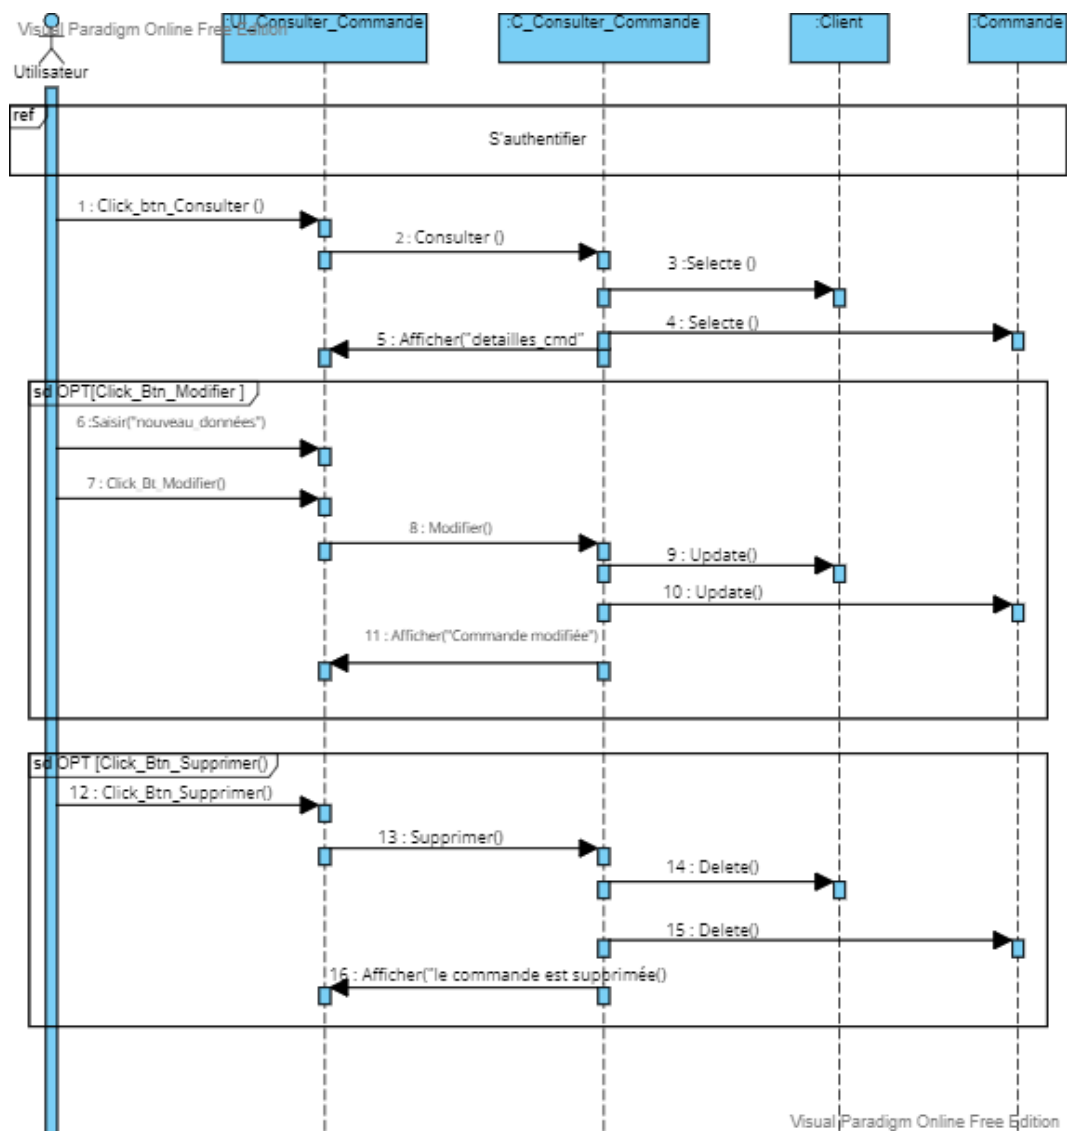 Visual Paradigm Online Free Edition
:UI_Consulter_Commande
:C_Consulter_Commande
:Client
:Commande
Utilisateur
ref
S'authentifier
1 : Click_btn_Consulter ()
2 : Consulter ()
3 :Selecte ()
4 : Selecte ()
5 : Afficher("detailles_cmd"
sd OPT[Click_Btn_Modifier ]
6 :Saisir("nouveau_données")
7 : Click_Bt_Modifier()
8 : Modifier()
9 : Update()
10 : Update()
11 : Afficher("Commande modifiée")
sd OPT [Click_Btn_Supprimer()
12 : Click_Btn_Supprimer()
13 : Supprimer()
14 : Delete()
15 : Delete()
16 : Afficher("le commande est supprimée()
Visual Paradigm Online Free Edition